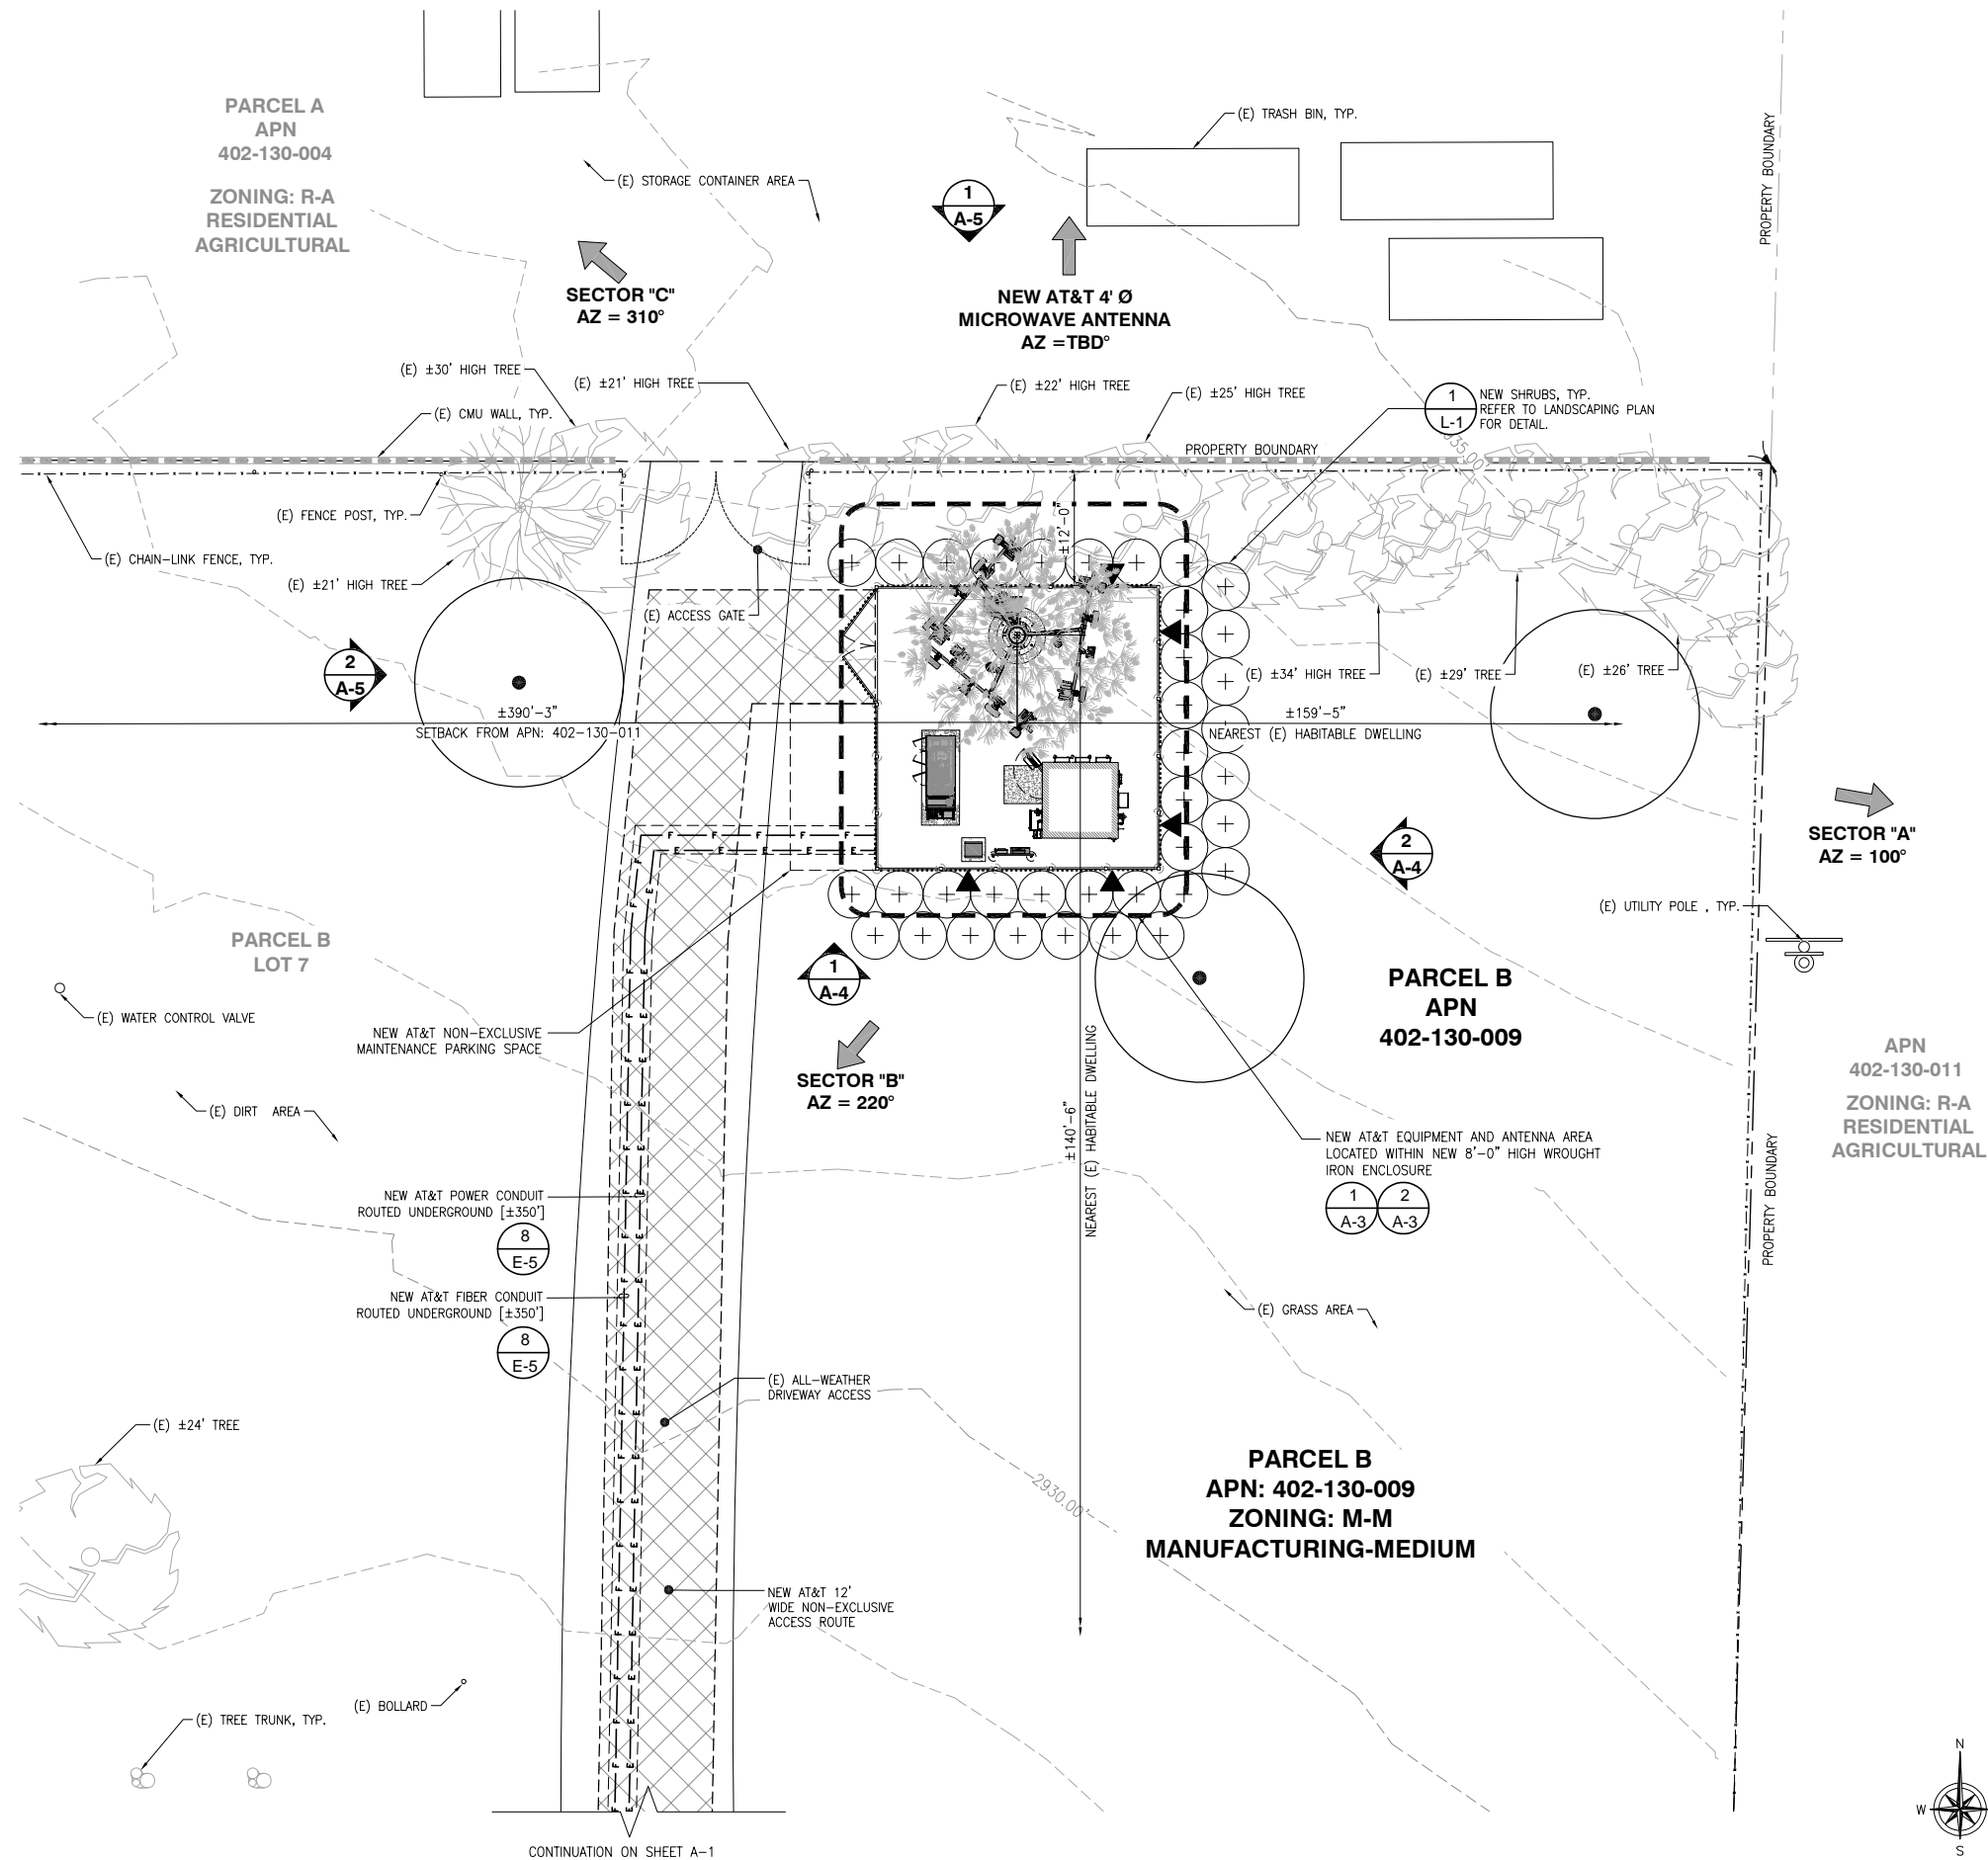 PARCEL A
APN
402-130-004
ZONING: R-A
RESIDENTIAL
AGRICULTURAL
(E) STORAGE CONTAINER AREA
(E) TRASH BIN, TYP.
PROPERTY BOUNDARY
1
A-5
SECTOR "C"
AZ = 310°
NEW AT&T 4' Ø
MICROWAVE ANTENNA
AZ =TBD°
(E) ±30' HIGH TREE
(E) ±21' HIGH TREE
(E) ±22' HIGH TREE
(E) ±25' HIGH TREE
1
L-1
NEW SHRUBS, TYP.
REFER TO LANDSCAPING PLAN
FOR DETAIL.
(E) CMU WALL, TYP.
PROPERTY BOUNDARY
(E) FENCE POST, TYP.
(E) CHAIN-LINK FENCE, TYP.
(E) ±21' HIGH TREE
±12'-0"
(E) ACCESS GATE
2
A-5
(E) ±34' HIGH TREE
(E) ±29' TREE
(E) ±26' TREE
±390'-3"
SETBACK FROM APN: 402-130-011
±159'-5"
NEAREST (E) HABITABLE DWELLING
SECTOR "A"
AZ = 100°
2
A-4
F F F F F
E E E E E
(E) UTILITY POLE , TYP.
PARCEL B
LOT 7
1
A-4
PARCEL B
APN
402-130-009
(E) WATER CONTROL VALVE
NEW AT&T NON-EXCLUSIVE
MAINTENANCE PARKING SPACE
SECTOR "B"
AZ = 220°
±140'-6"
NEAREST (E) HABITABLE DWELLING
APN
402-130-011
ZONING: R-A
RESIDENTIAL
AGRICULTURAL
(E) DIRT AREA
NEW AT&T EQUIPMENT AND ANTENNA AREA
LOCATED WITHIN NEW 8'-0" HIGH WROUGHT
IRON ENCLOSURE
1
A-3
2
A-3
PROPERTY BOUNDARY
NEW AT&T POWER CONDUIT
ROUTED UNDERGROUND [±350']
8
E-5
NEW AT&T FIBER CONDUIT
ROUTED UNDERGROUND [±350']
8
E-5
(E) GRASS AREA
(E) ALL-WEATHER
DRIVEWAY ACCESS
(E) ±24' TREE
2930.00'
PARCEL B
APN: 402-130-009
ZONING: M-M
MANUFACTURING-MEDIUM
NEW AT&T 12'
WIDE NON-EXCLUSIVE
ACCESS ROUTE
(E) BOLLARD
(E) TREE TRUNK, TYP.
CONTINUATION ON SHEET A-1
N
W
S